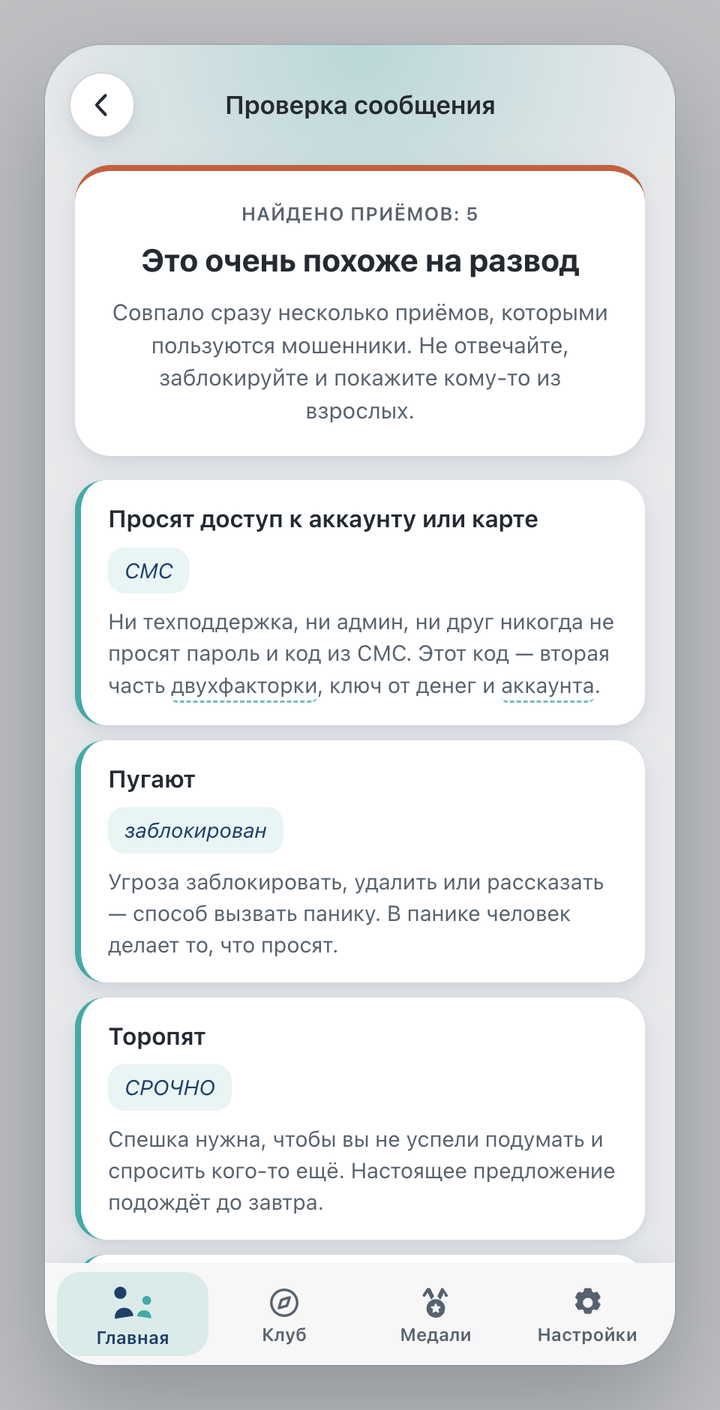 Проверка сообщения
НАЙДЕНО ПРИЁМОВ: 5
Это очень похоже на развод
Совпало сразу несколько приёмов, которыми
пользуются мошенники. Не отвечайте,
заблокируйте и покажите кому-то из
взрослых.
Просят доступ к аккаунту или карте
СМС
Ни техподдержка, ни админ, ни друг никогда не
просят пароль и код из СМС. Этот код — вторая
часть двухфакторки, ключ от денег и аккаунта.
Пугают
заблокирован
Угроза заблокировать, удалить или рассказать
— способ вызвать панику. В панике человек
делает то, что просят.
Торопят
СРОЧНО
Спешка нужна, чтобы вы не успели подумать и
спросить кого-то ещё. Настоящее предложение
подождёт до завтра.
Главная
Клуб
Медали
Настройки